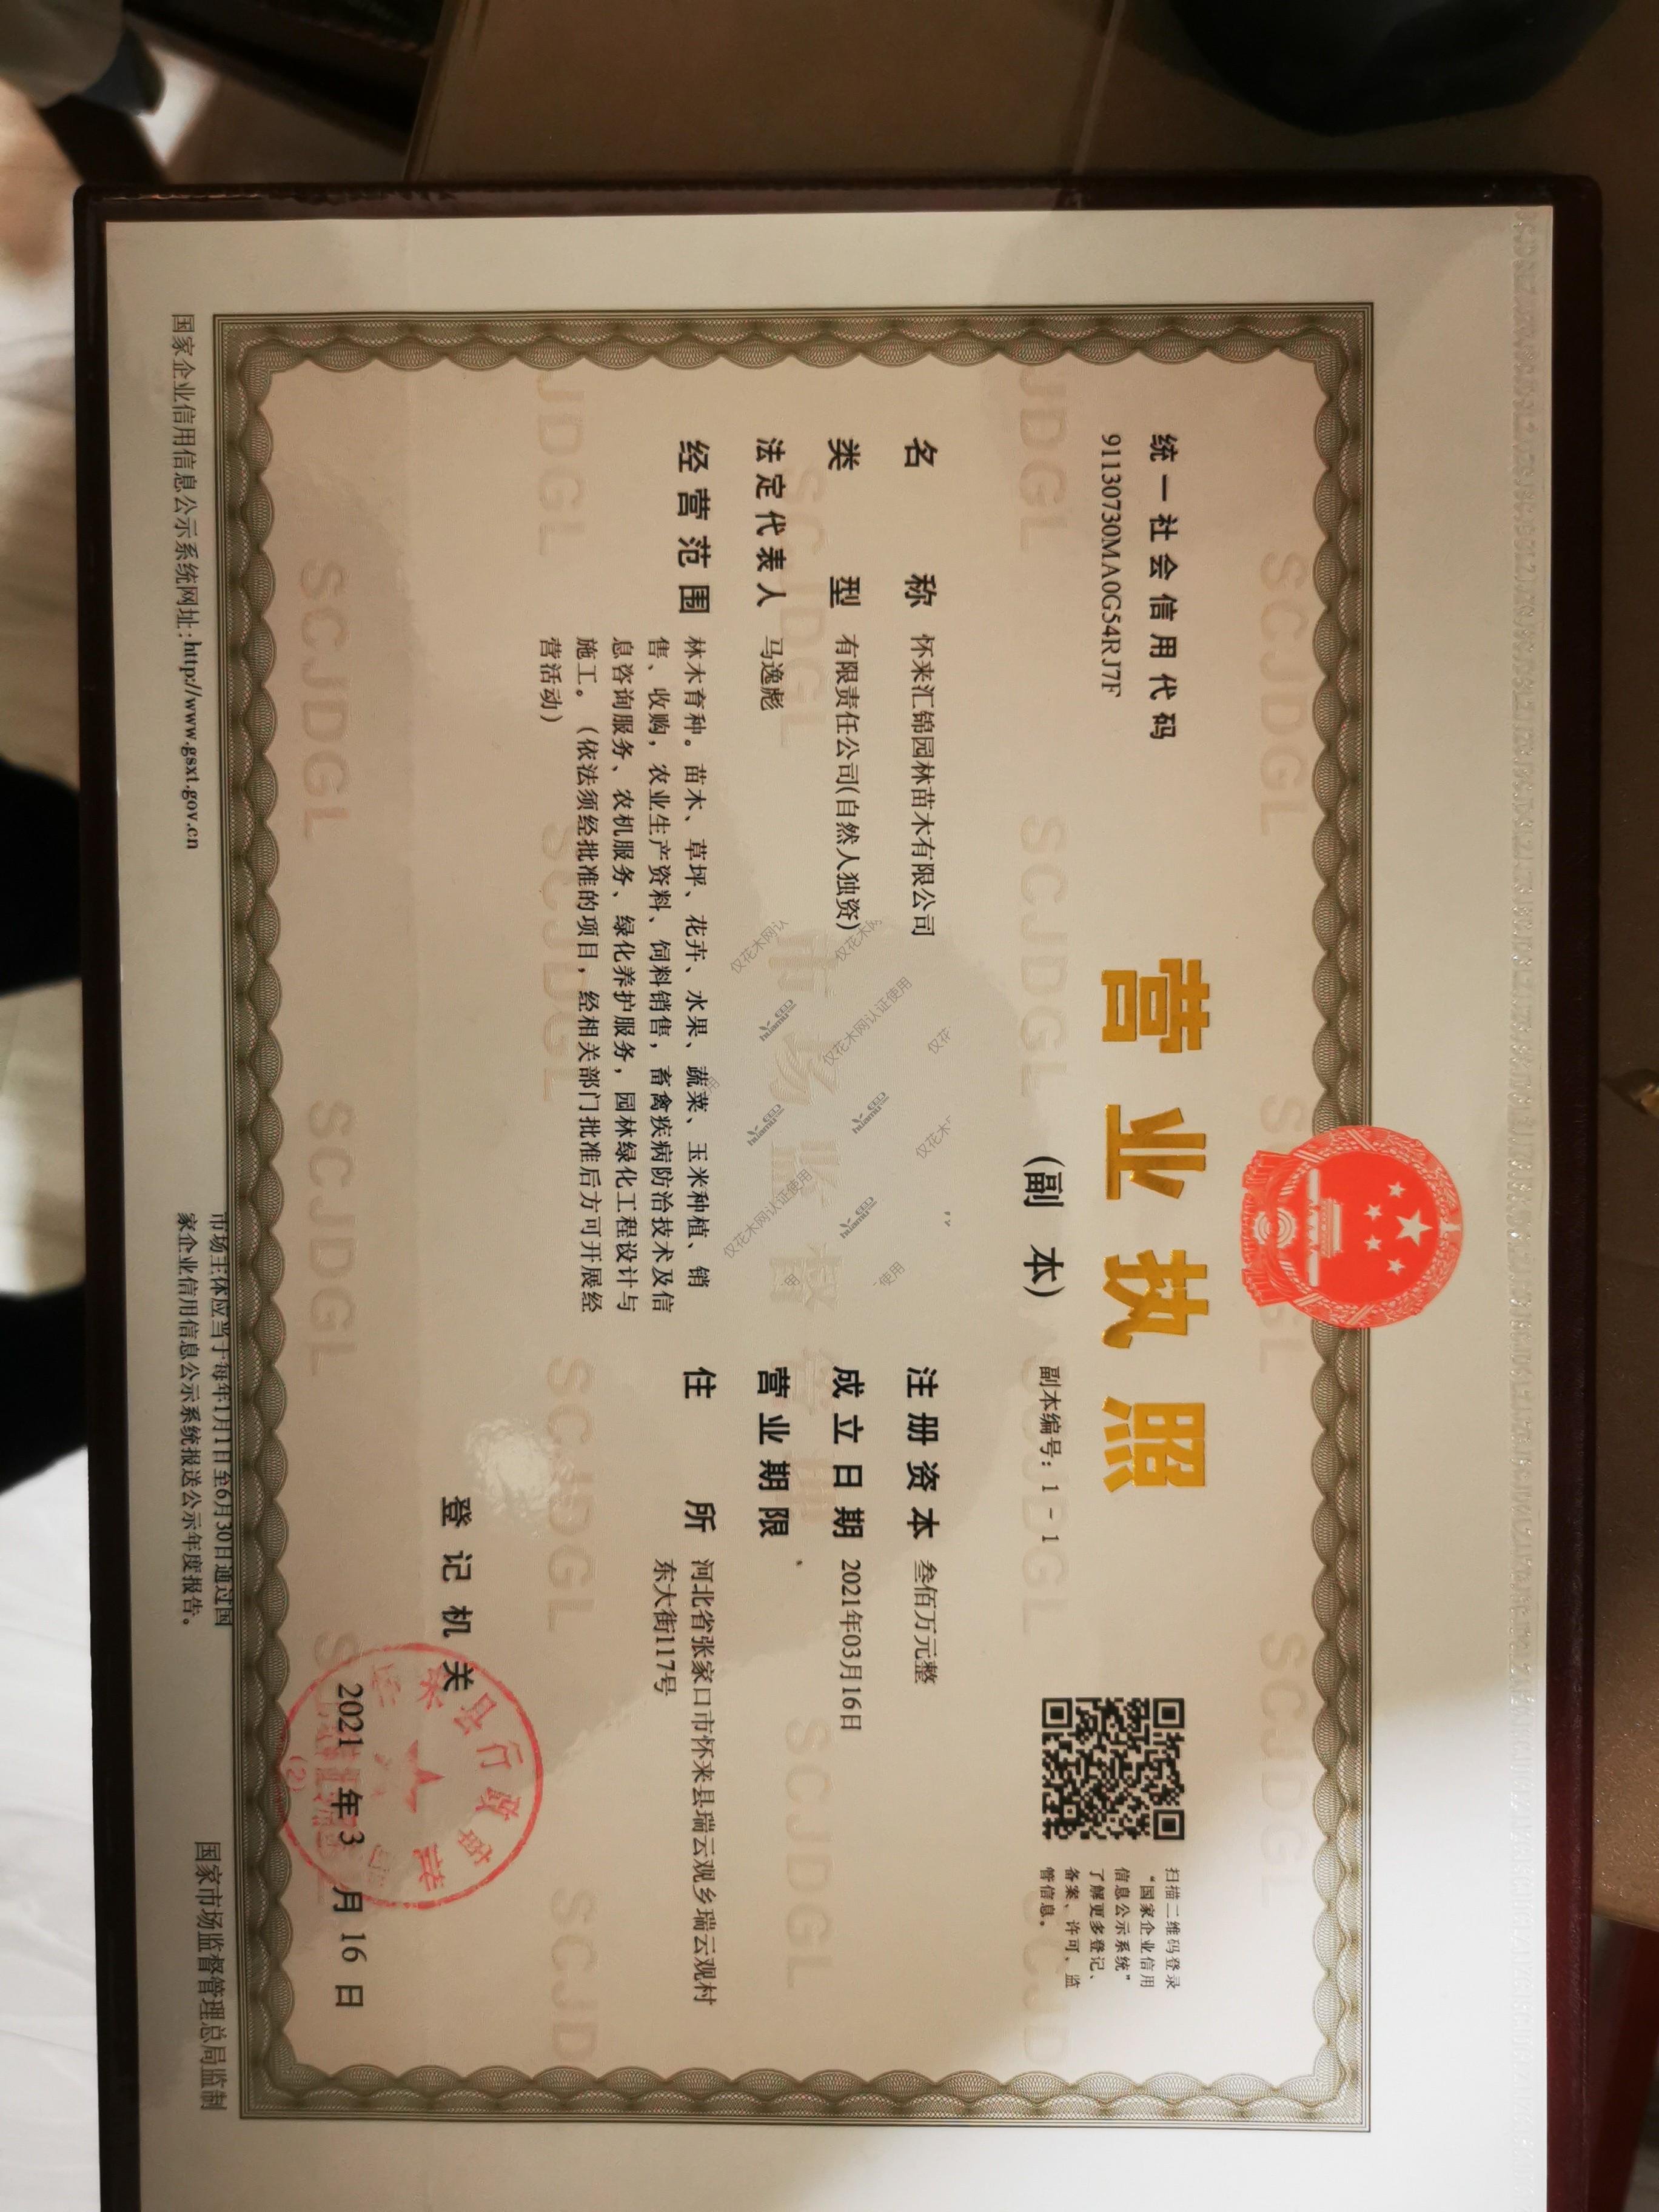 统一社会信用代码
91130730MA0G54RJ7F
营业执照
(副 本)
副本编号：1 - 1
扫描二维码登录
“国家企业信用
信息公示系统”
了解更多登记、
备案、许可、监
管信息。
名 称 怀来汇锦园林苗木有限公司
类 型 有限责任公司(自然人独资)
法定代表人 马逸彪
经营范围 林木育种。苗木、草坪、花卉、水果、蔬菜、玉米种植、销
售、收购，农业生产资料、饲料销售，畜禽疾病防治技术及信
息咨询服务、农机服务、绿化养护服务，园林绿化工程设计与
施工。（依法须经批准的项目，经相关部门批准后方可开展经
营活动）
注册资本 叁佰万元整
成立日期 2021年03月16日
营业期限
住 所 河北省张家口市怀来县瑞云观乡瑞云观村
东大街117号
登记机关
2021 年 3 月 16 日
国家企业信用信息公示系统网址：http://www.gsxt.gov.cn
市场主体应当于每年1月1日至6月30日通过国
家企业信用信息公示系统报送公示年度报告。
国家市场监督管理总局监制
SCJDGL
仅花木网认证使用
huamu